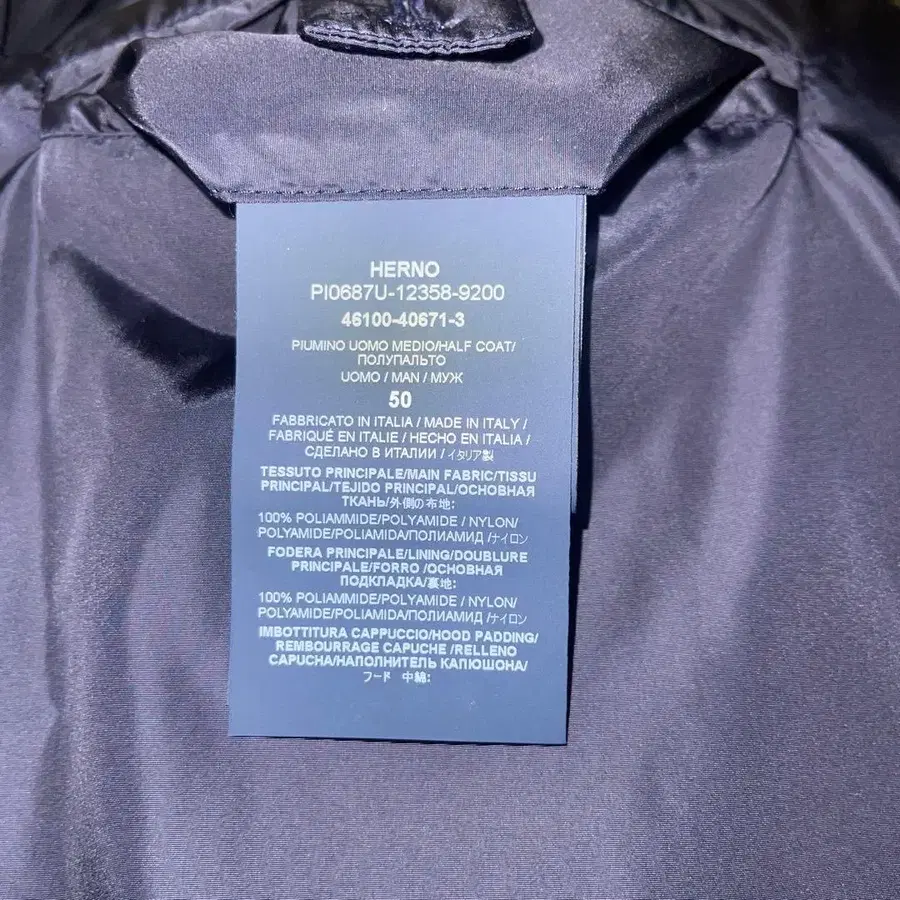 HERNO
PI0687U-12358-9200
46100-40671-3
PIUMINO UOMO MEDIO/HALF COAT/
ПОЛУПАЛЬТО
UOMO / MAN / МУЖ
50
FABBRICATO IN ITALIA / MADE IN ITALY /
FABRIQUÉ EN ITALIE / HECHO EN ITALIA /
СДЕЛАНО В ИТАЛИИ / イタリア製
TESSUTO PRINCIPALE/MAIN FABRIC/TISSU
PRINCIPAL/TEJIDO PRINCIPAL/ОСНОВНАЯ
ТКАНЬ/外側の布地:
100% POLIAMMIDE/POLYAMIDE / NYLON/
POLYAMIDE/POLIAMIDA/ПОЛИАМИД /ナイロン
FODERA PRINCIPALE/LINING/DOUBLURE
PRINCIPALE/FORRO /ОСНОВНАЯ
ПОДКЛАДКА/裏地:
100% POLIAMMIDE/POLYAMIDE / NYLON/
POLYAMIDE/POLIAMIDA/ПОЛИАМИД /ナイロン
IMBOTTITURA CAPPUCCIO/HOOD PADDING/
REMBOURRAGE CAPUCHE /RELLENO
CAPUCHA/НАПОЛНИТЕЛЬ КАПЮШОНА/
フード 中綿: